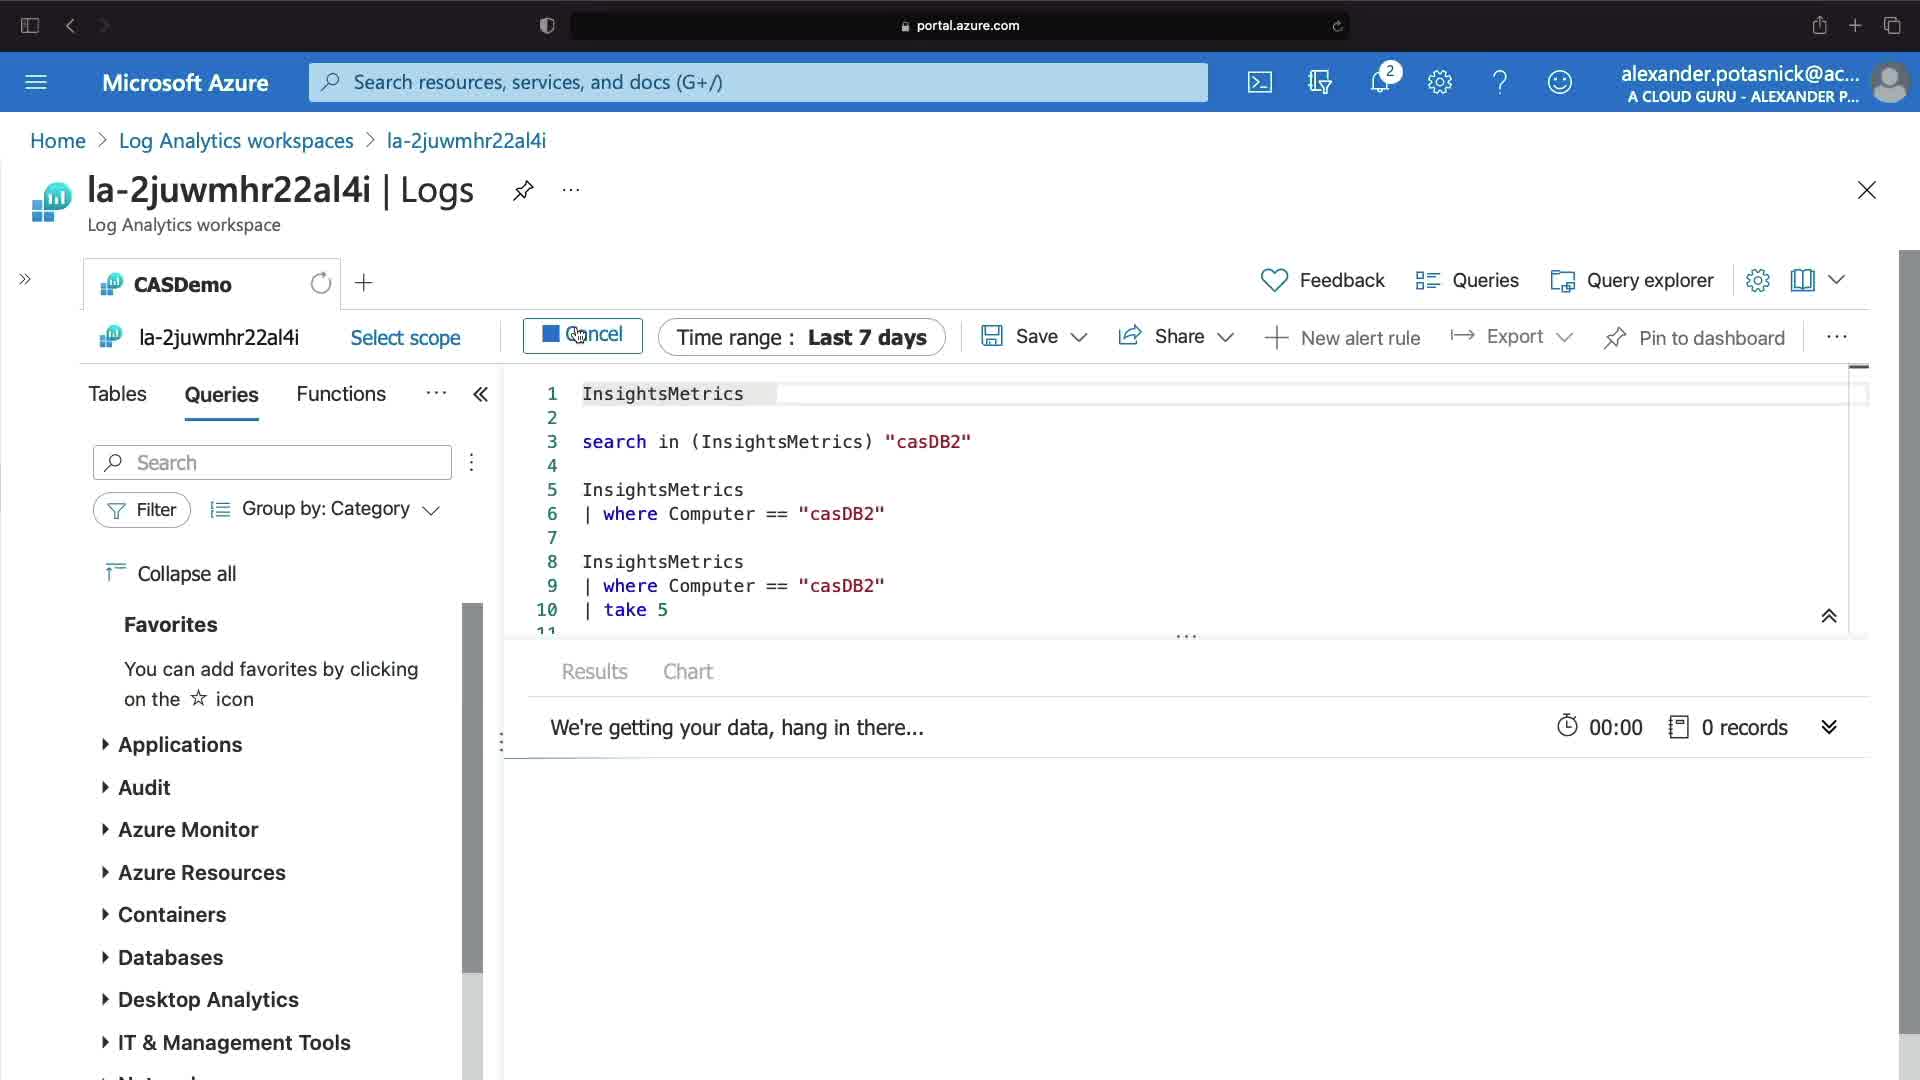 portal.azure.com
Microsoft Azure
Search resources, services, and docs (G+/)
2
alexander.potasnick@ac...
A CLOUD GURU - ALEXANDER P...
Home > Log Analytics workspaces > la-2juwmhr22al4i
la-2juwmhr22al4i | Logs
...
Log Analytics workspace
CASDemo
Feedback
Queries
Query explorer
la-2juwmhr22al4i
Select scope
Cancel
Time range : Last 7 days
Save
Share
New alert rule
Export
Pin to dashboard
...
Tables
Queries
Functions
...
Search
Filter
Group by: Category
Collapse all
Favorites
You can add favorites by clicking
on the ☆ icon
Applications
Audit
Azure Monitor
Azure Resources
Containers
Databases
Desktop Analytics
IT & Management Tools
1 InsightsMetrics
2
3 search in (InsightsMetrics) "casDB2"
4
5 InsightsMetrics
6 | where Computer == "casDB2"
7
8 InsightsMetrics
9 | where Computer == "casDB2"
10 | take 5
11
Results
Chart
We're getting your data, hang in there...
00:00
0 records